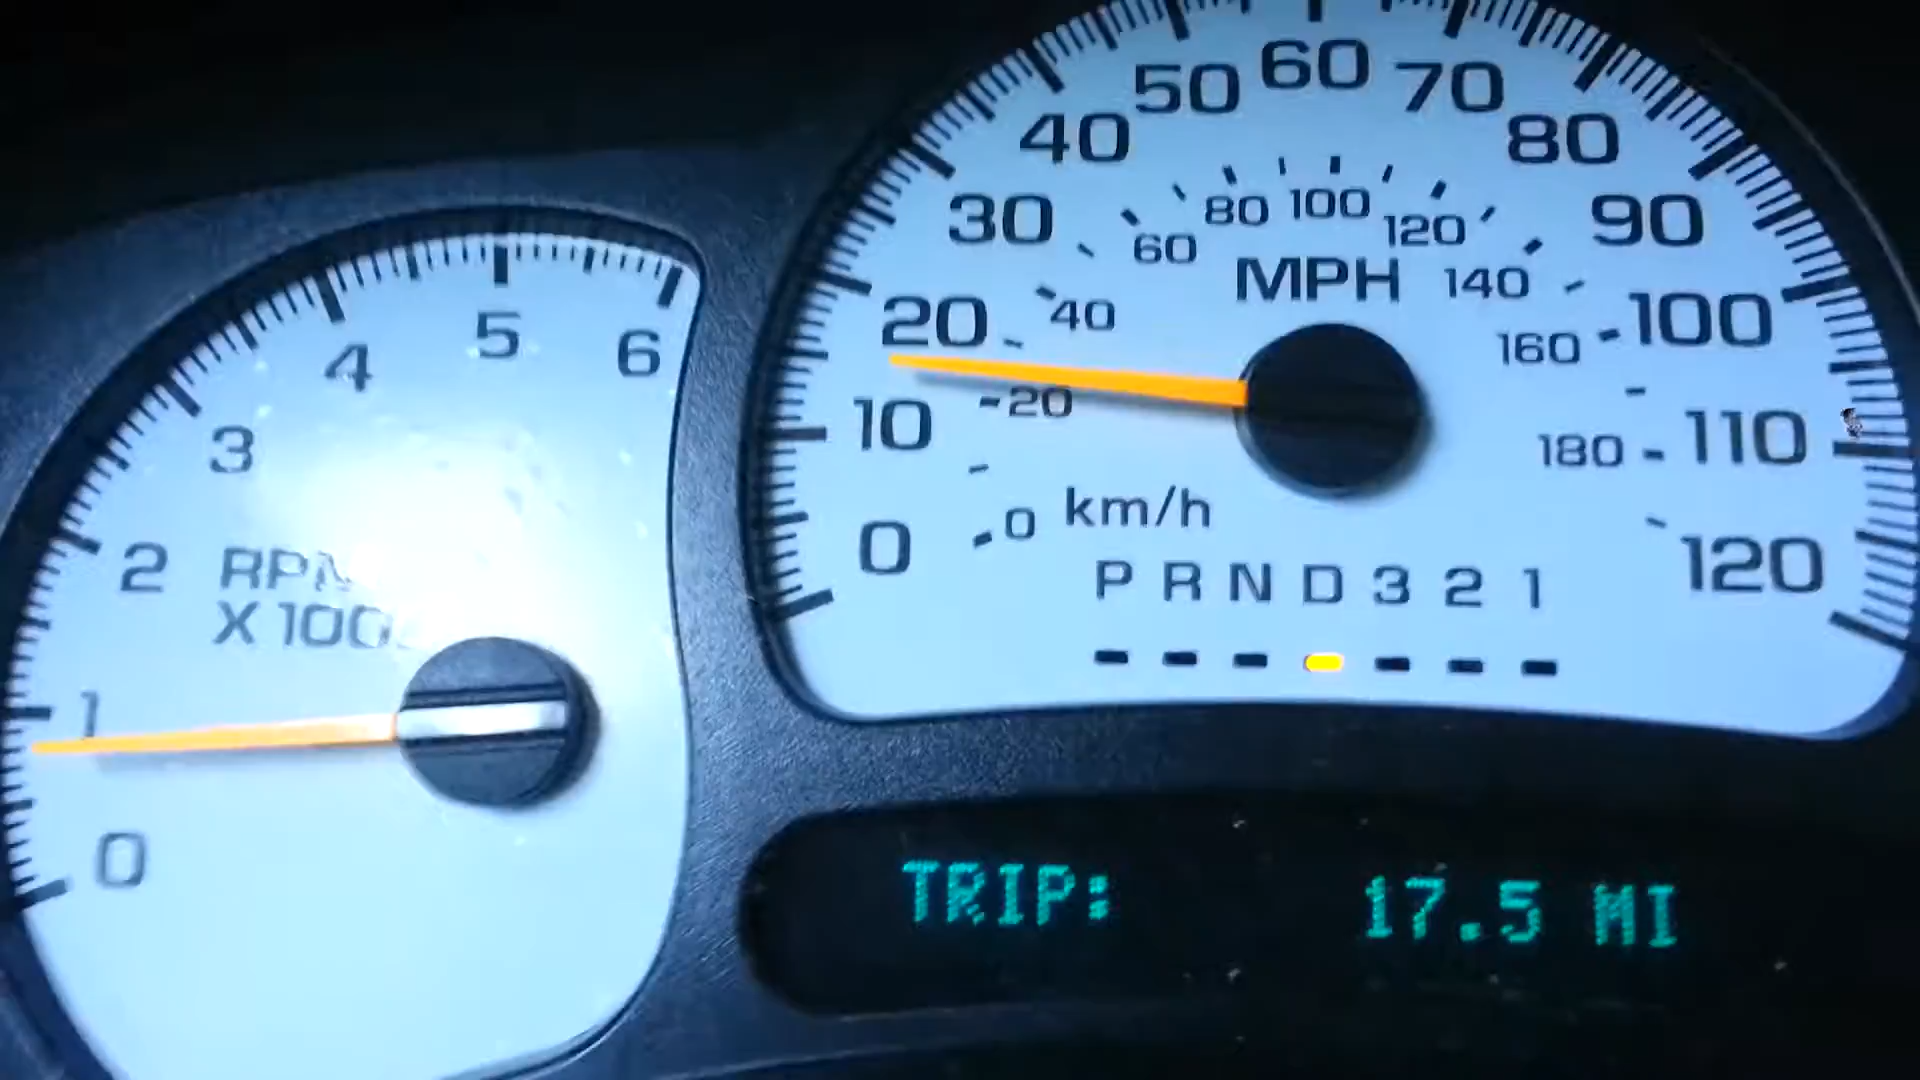 0 1 2 3 4 5 6
RPM
X 100
0 10 20 30 40 50 60 70 80 90 100 110 120
MPH
0 20 40 60 80 100 120 140 160 180
km/h
P R N D 3 2 1
TRIP: 17.5 MI